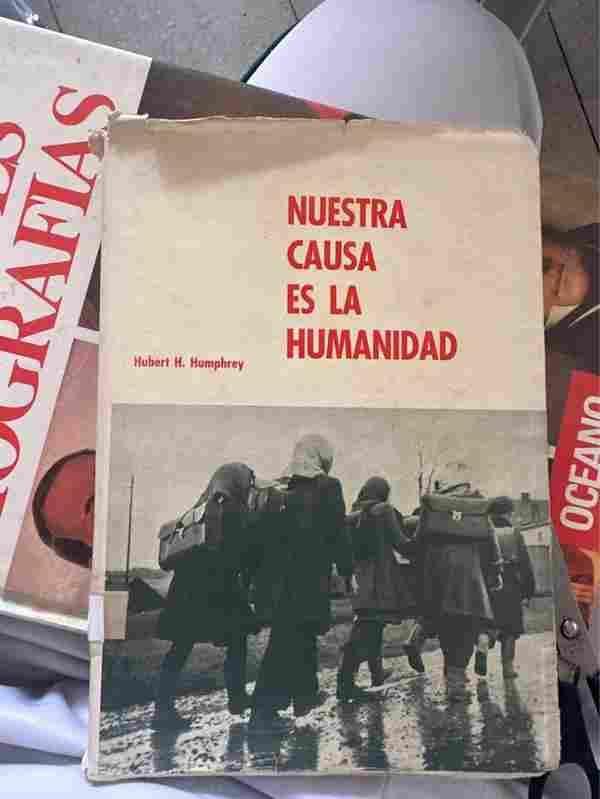 NUESTRA
CAUSA
ES LA
HUMANIDAD
Hubert H. Humphrey
OCEANO